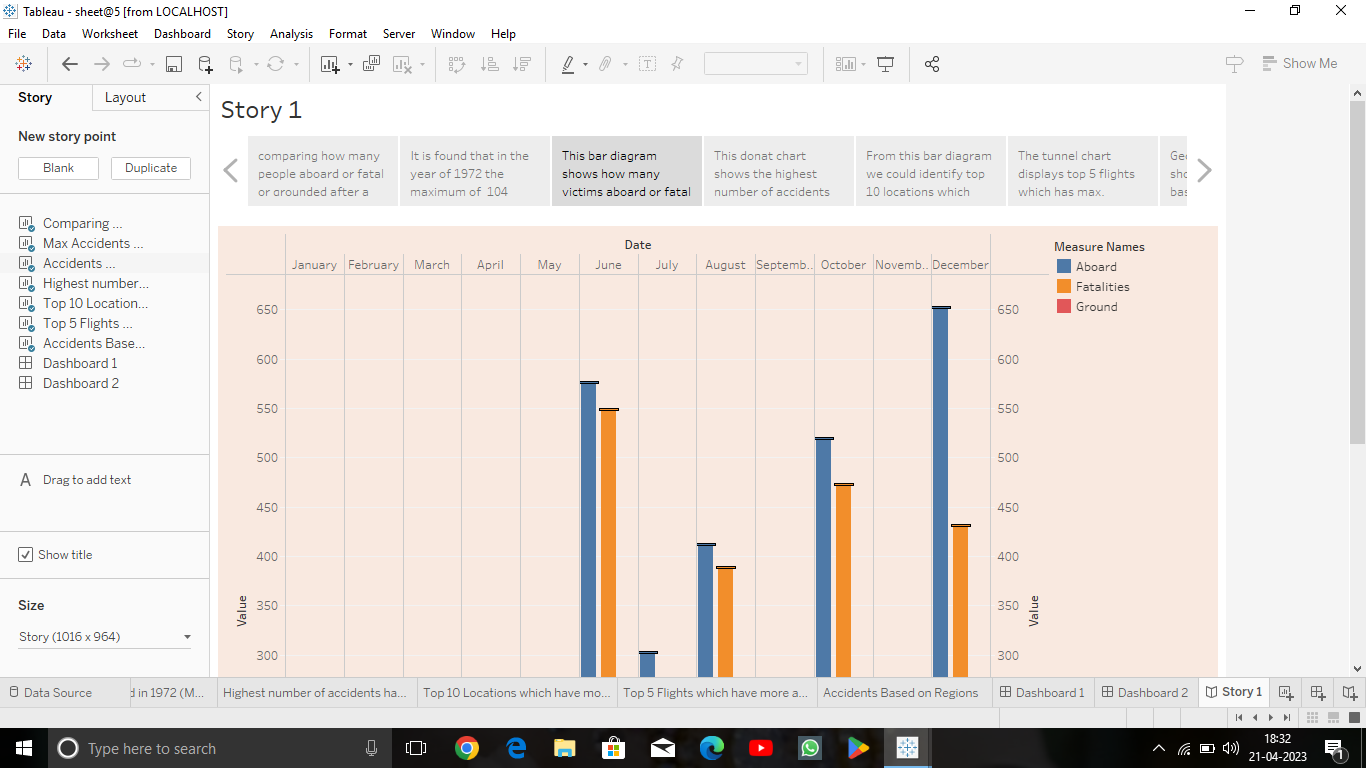 Tableau - sheet@5 [from LOCALHOST]
File Data Worksheet Dashboard Story Analysis Format Server Window Help
Show Me
Story Layout
New story point
Blank Duplicate
Comparing ...
Max Accidents ...
Accidents ...
Highest number...
Top 10 Location...
Top 5 Flights ...
Accidents Base...
Dashboard 1
Dashboard 2
A Drag to add text
Show title
Size
Story (1016 x 964)
Story 1
comparing how many
people aboard or fatal
or arounded after a
It is found that in the
year of 1972 the
maximum of 104
This bar diagram
shows how many
victims aboard or fatal
This donat chart
shows the highest
number of accidents
From this bar diagram
we could identify top
10 locations which
The tunnel chart
displays top 5 flights
which has max.
Date
January February March April May June July August Septemb.. October Novemb.. December
650 650
600 600
550 550
500 500
450 450
400 400
350 350
300 300
Value Value
Measure Names
Aboard
Fatalities
Ground
Data Source d in 1972 (M... Highest number of accidents ha... Top 10 Locations which have mo... Top 5 Flights which have more a... Accidents Based on Regions Dashboard 1 Dashboard 2 Story 1
Type here to search
18:32
21-04-2023
1